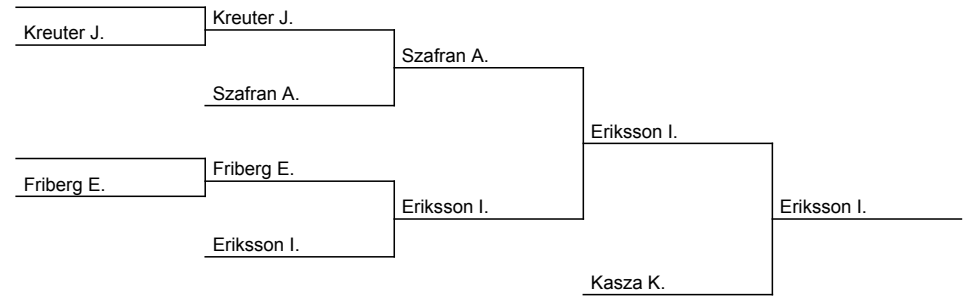 Kreuter J.
Kreuter J.
Szafran A.
Szafran A.
Eriksson I.
Friberg E.
Friberg E.
Eriksson I.
Eriksson I.
Eriksson I.
Kasza K.